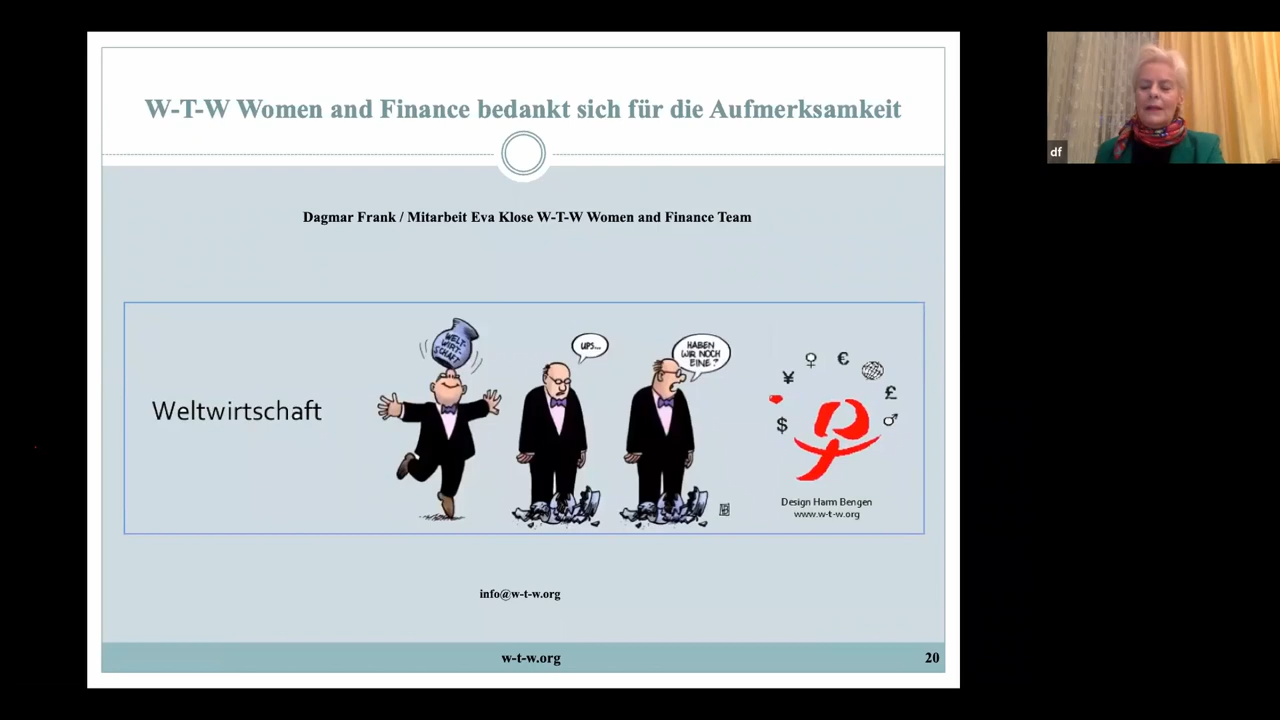 W-T-W Women and Finance bedankt sich für die Aufmerksamkeit
df
Dagmar Frank / Mitarbeit Eva Klose W-T-W Women and Finance Team
Weltwirtschaft
WELT-
WIRT-
SCHAFT
UPS...
HABEN
WIR NOCH
EINE?
¥ ♀ € £ $ ♂
Design Harm Bengen
www.w-t-w.org
info@w-t-w.org
w-t-w.org
20